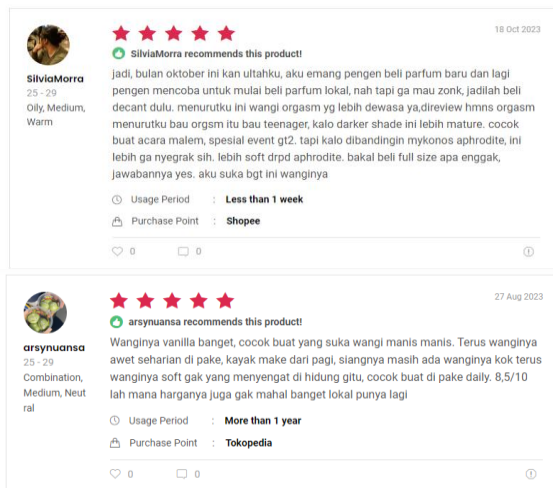 18 Oct 2023
SilviaMorra recommends this product!
SilviaMorra
25 - 29
Oily, Medium,
Warm
jadi, bulan oktober ini kan ultahku, aku emang pengen beli parfum baru dan lagi
pengen mencoba untuk mulai beli parfum lokal, nah tapi ga mau zonk, jadilah beli
decant dulu. menurutku ini wangi orgasm yg lebih dewasa ya,direview hmns orgasm
menurutku bau orgsm itu bau teenager, kalo darker shade ini lebih mature. cocok
buat acara malem, spesial event gt2. tapi kalo dibandingin mykonos aphrodite, ini
lebih ga nyegrak sih. lebih soft drpd aphrodite. bakal beli full size apa enggak,
jawabannya yes. aku suka bgt ini wanginya
Usage Period : Less than 1 week
Purchase Point : Shopee
0 0
27 Aug 2023
arsynuansa recommends this product!
arsynuansa
25 - 29
Combination,
Medium, Neut
ral
Wanginya vanilla banget, cocok buat yang suka wangi manis manis. Terus wanginya
awet seharian di pake, kayak make dari pagi, siangnya masih ada wanginya kok terus
wanginya soft gak yang menyengat di hidung gitu, cocok buat di pake daily. 8,5/10
lah mana harganya juga gak mahal banget lokal punya lagi
Usage Period : More than 1 year
Purchase Point : Tokopedia
0 0